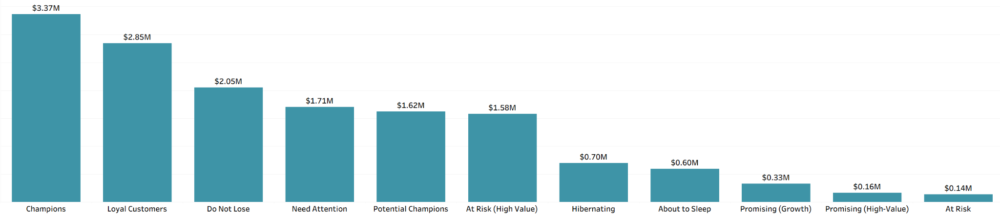 $3.37M
$2.85M
$2.05M
$1.71M
$1.62M
$1.58M
$0.70M
$0.60M
$0.33M
$0.16M
$0.14M
Champions
Loyal Customers
Do Not Lose
Need Attention
Potential Champions
At Risk (High Value)
Hibernating
About to Sleep
Promising (Growth)
Promising (High-Value)
At Risk